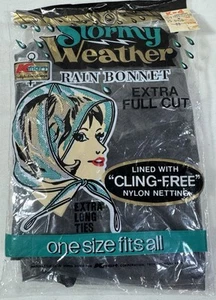 Stormy
Weather
RAIN BONNET
EXTRA
FULL CUT
LINED WITH
"CLING-FREE"
NYLON NETTING
EXTRA
LONG
TIES
one size fits all